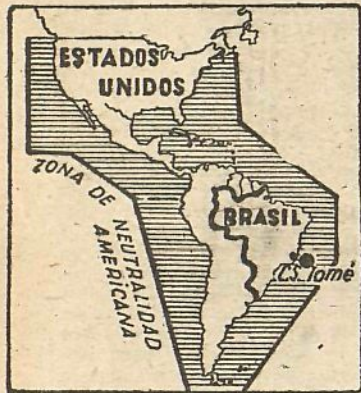 ESTADOS
UNIDOS
ZONA DE
NEUTRALIDAD
AMERICANA
BRASIL
C.S. Tomé